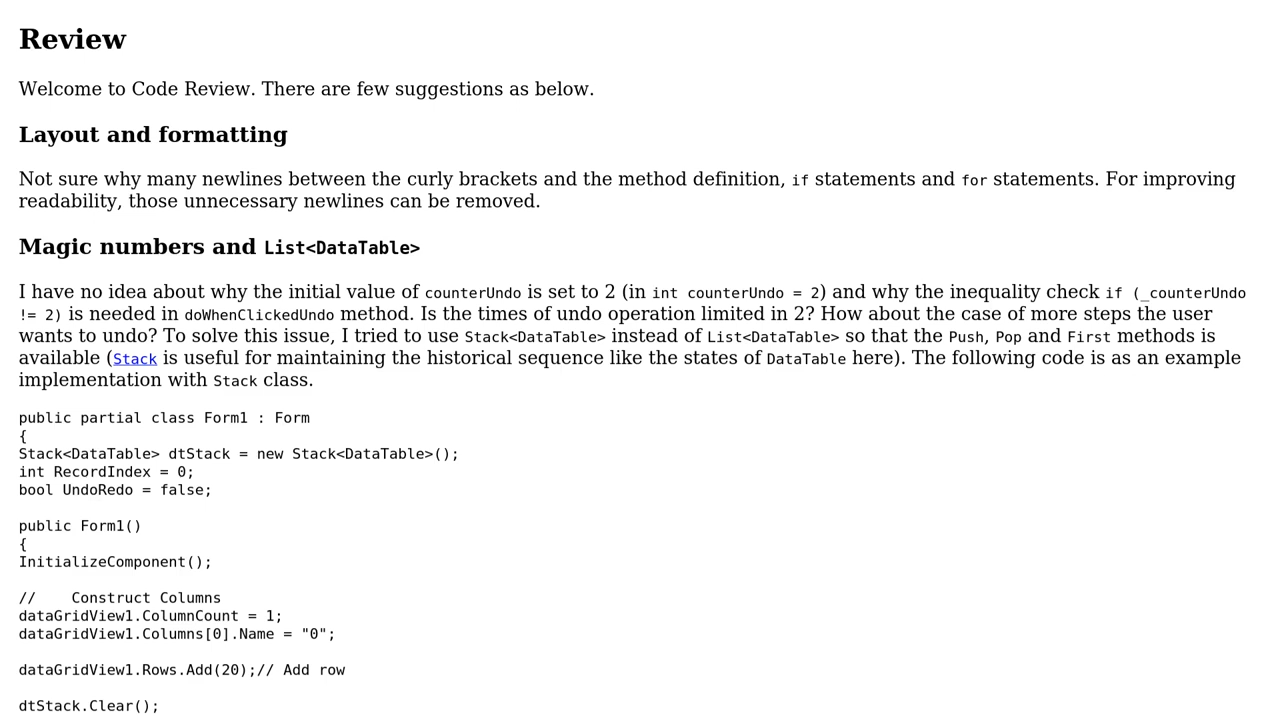 Review
Welcome to Code Review. There are few suggestions as below.
Layout and formatting
Not sure why many newlines between the curly brackets and the method definition, if statements and for statements. For improving
readability, those unnecessary newlines can be removed.
Magic numbers and List<DataTable>
I have no idea about why the initial value of counterUndo is set to 2 (in int counterUndo = 2) and why the inequality check if (_counterUndo
!= 2) is needed in doWhenClickedUndo method. Is the times of undo operation limited in 2? How about the case of more steps the user
wants to undo? To solve this issue, I tried to use Stack<DataTable> instead of List<DataTable> so that the Push, Pop and First methods is
available (Stack is useful for maintaining the historical sequence like the states of DataTable here). The following code is as an example
implementation with Stack class.
public partial class Form1 : Form
{
Stack<DataTable> dtStack = new Stack<DataTable>();
int RecordIndex = 0;
bool UndoRedo = false;
public Form1()
{
InitializeComponent();
//    Construct Columns
dataGridView1.ColumnCount = 1;
dataGridView1.Columns[0].Name = "0";
dataGridView1.Rows.Add(20);// Add row
dtStack.Clear();